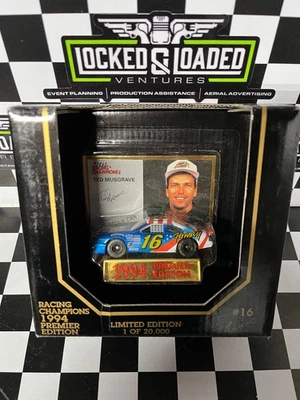 LOCKED & LOADED
VENTURES
EVENT PLANNING / PRODUCTION ASSISTANCE / AERIAL ADVERTISING
TED MUSGRAVE
16
1994 PREMIER EDITION
RACING
CHAMPIONS
1994
PREMIER
EDITION
LIMITED EDITION
1 OF 20,000
#16